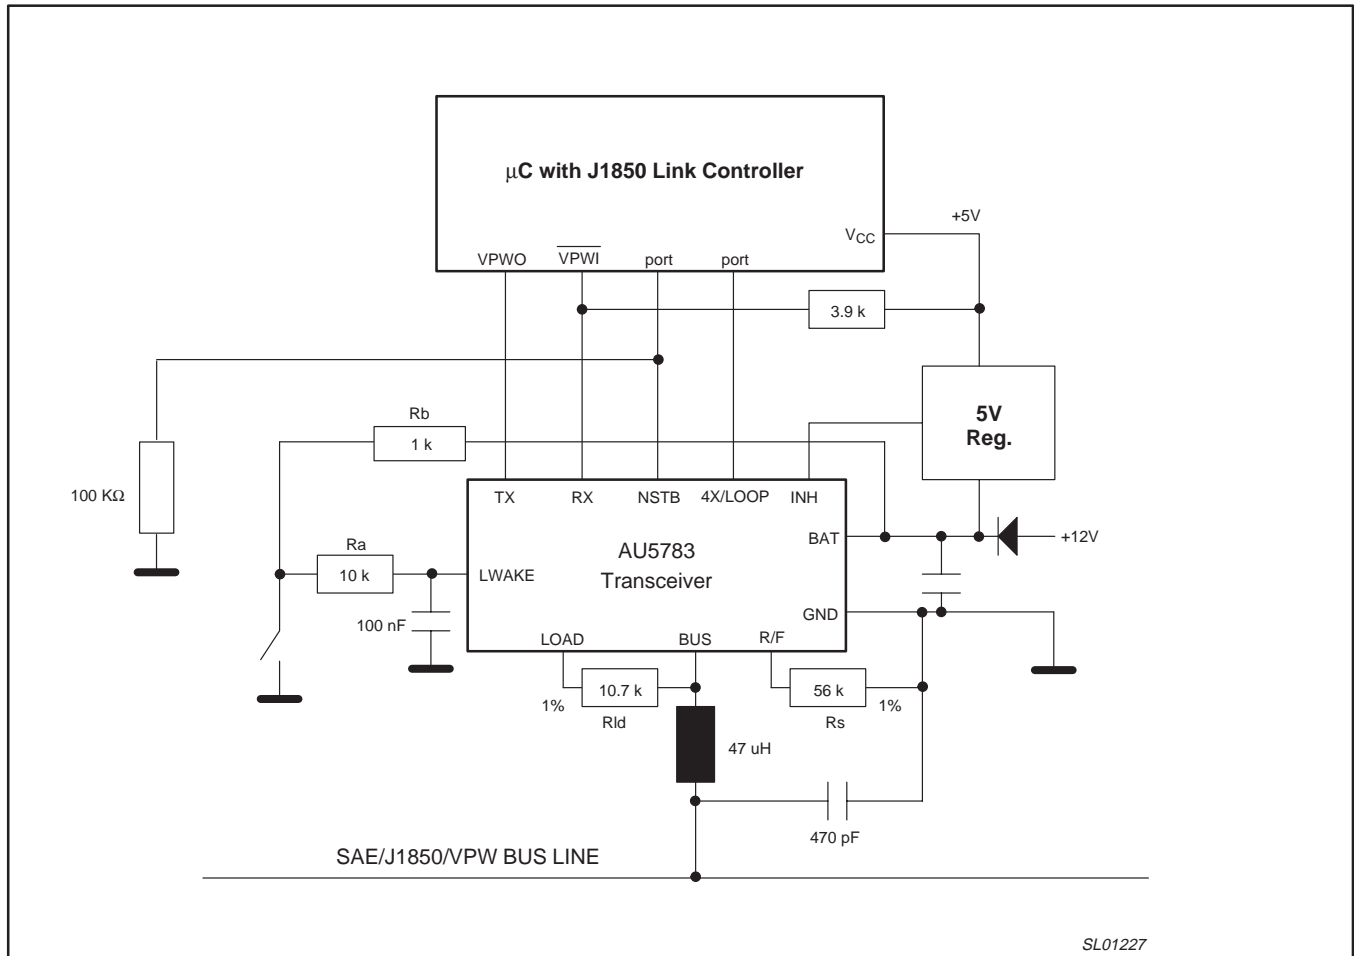 μC with J1850 Link Controller
+5V
VCC
VPWO VPWI port port
3.9 k
5V
Reg.
Rb
1 k
100 KΩ
TX RX NSTB 4X/LOOP INH
BAT
+12V
AU5783
Transceiver
Ra
10 k
LWAKE
GND
100 nF
LOAD BUS R/F
10.7 k
56 k
1%
1%
Rld
Rs
47 uH
470 pF
SAE/J1850/VPW BUS LINE
SL01227